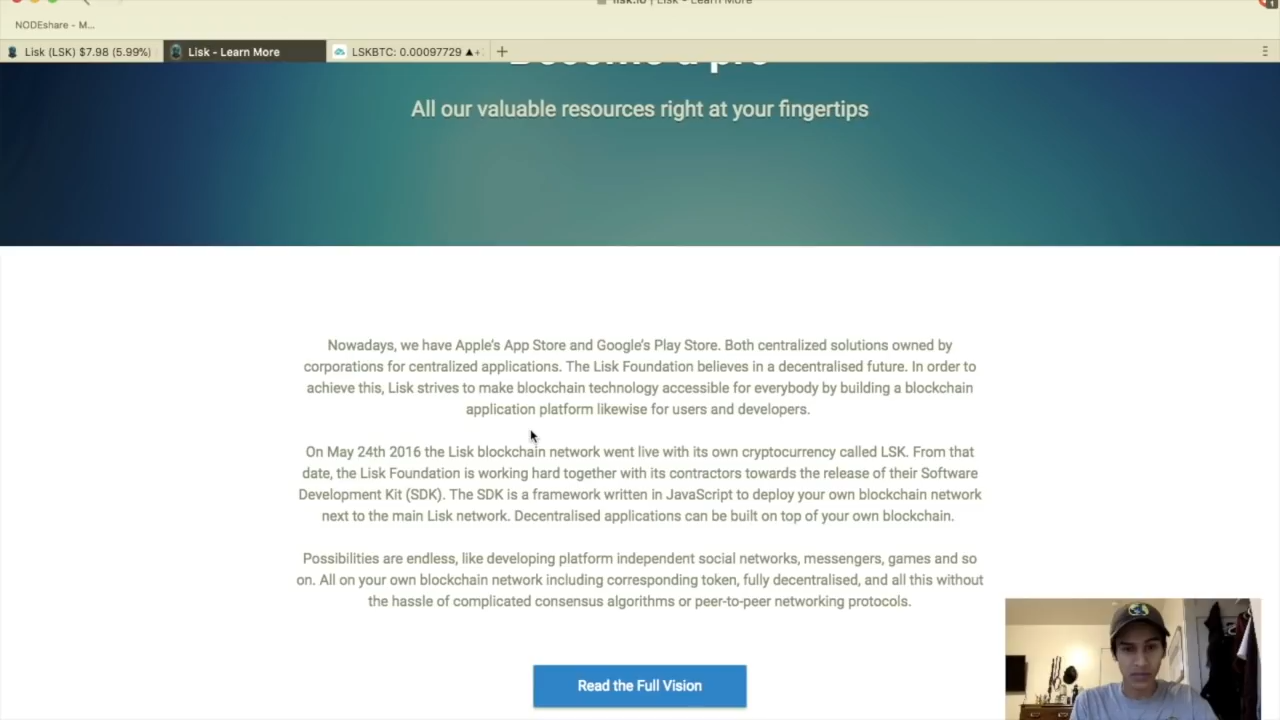 lisk.io | Lisk - Learn More
NODEshare - M...
Lisk (LSK) $7.98 (5.99%)
Lisk - Learn More
LSKBTC: 0.00097729 ▲+
Become a pro
All our valuable resources right at your fingertips
Nowadays, we have Apple's App Store and Google's Play Store. Both centralized solutions owned by
corporations for centralized applications. The Lisk Foundation believes in a decentralised future. In order to
achieve this, Lisk strives to make blockchain technology accessible for everybody by building a blockchain
application platform likewise for users and developers.
On May 24th 2016 the Lisk blockchain network went live with its own cryptocurrency called LSK. From that
date, the Lisk Foundation is working hard together with its contractors towards the release of their Software
Development Kit (SDK). The SDK is a framework written in JavaScript to deploy your own blockchain network
next to the main Lisk network. Decentralised applications can be built on top of your own blockchain.
Possibilities are endless, like developing platform independent social networks, messengers, games and so
on. All on your own blockchain network including corresponding token, fully decentralised, and all this without
the hassle of complicated consensus algorithms or peer-to-peer networking protocols.
Read the Full Vision